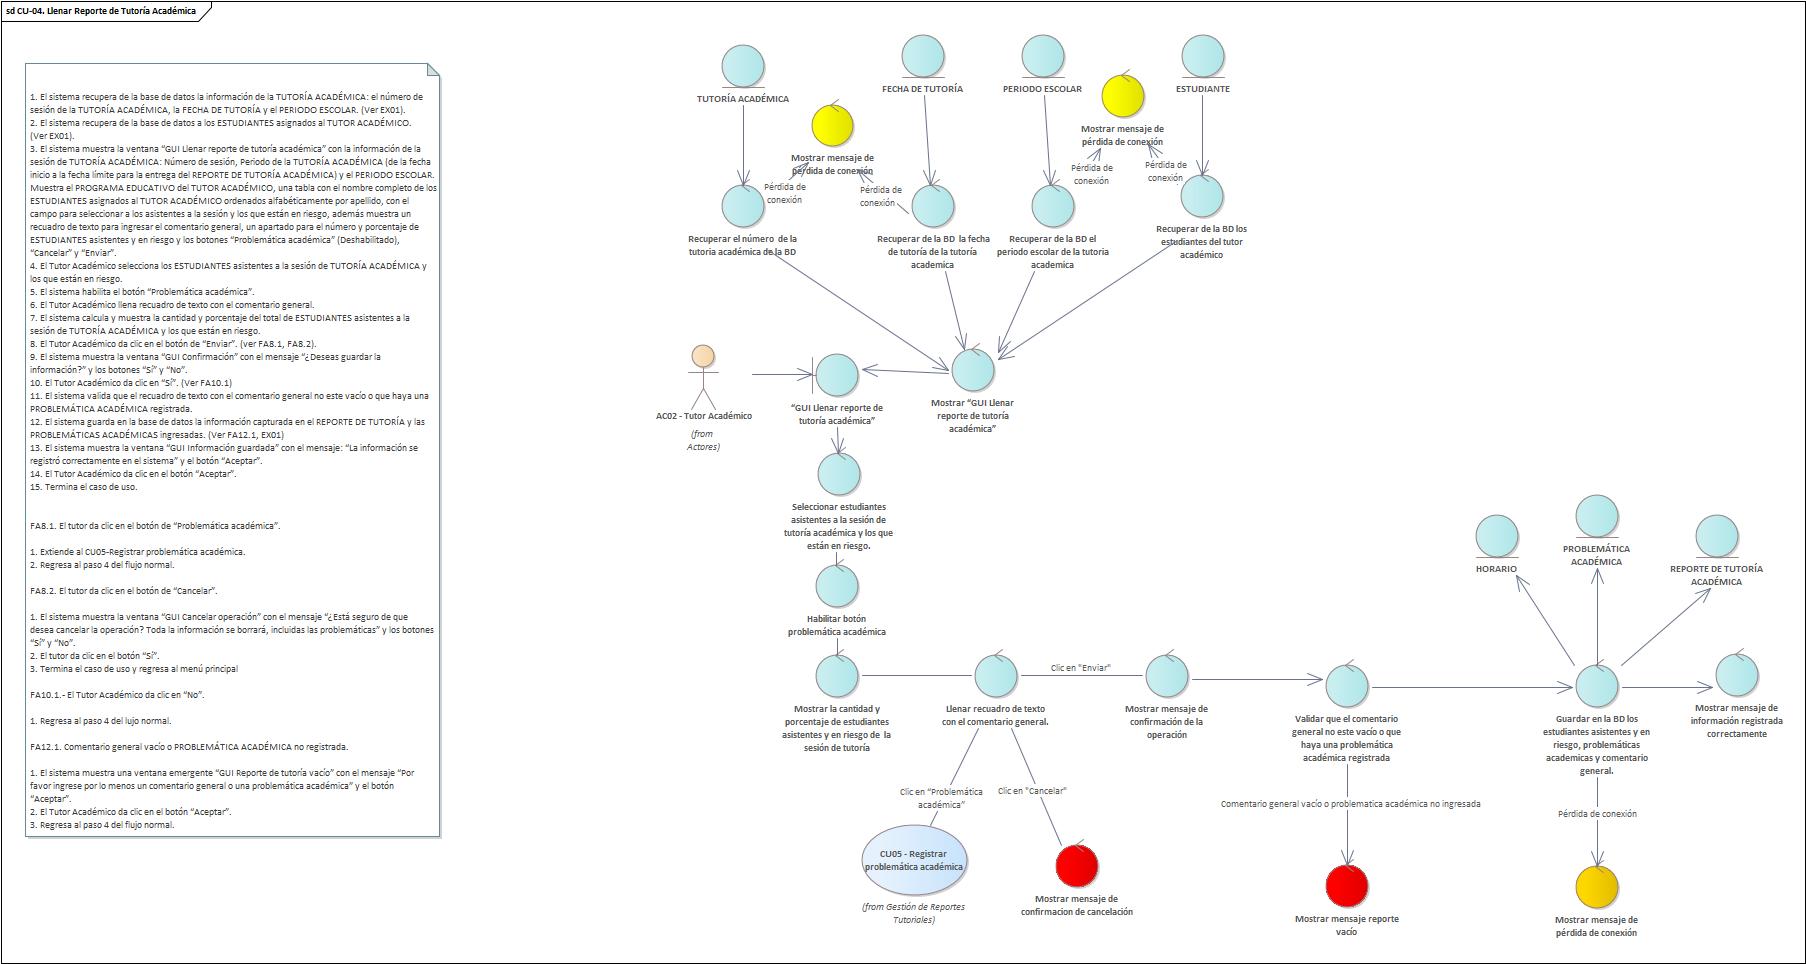 sd CU-04. Llenar Reporte de Tutoría Académica
1. El sistema recupera de la base de datos la información de la TUTORÍA ACADÉMICA: el número de
sesión de la TUTORÍA ACADÉMICA, la FECHA DE TUTORÍA y el PERIODO ESCOLAR. (Ver EX01).
2. El sistema recupera de la base de datos a los ESTUDIANTES asignados al TUTOR ACADÉMICO.
(Ver EX01).
3. El sistema muestra la ventana “GUI Llenar reporte de tutoría académica” con la información de la
sesión de TUTORÍA ACADÉMICA: Número de sesión, Periodo de la TUTORÍA ACADÉMICA (de la fecha
inicio a la fecha límite para la entrega del REPORTE DE TUTORÍA ACADÉMICA) y el PERIODO ESCOLAR.
Muestra el PROGRAMA EDUCATIVO del TUTOR ACADÉMICO, una tabla con el nombre completo de los
ESTUDIANTES asignados al TUTOR ACADÉMICO ordenados alfabéticamente por apellido, con el
campo para seleccionar a los asistentes a la sesión y los que están en riesgo, además muestra un
recuadro de texto para ingresar el comentario general, un apartado para el número y porcentaje de
ESTUDIANTES asistentes y en riesgo y los botones “Problemática académica” (Deshabilitado),
“Cancelar” y “Enviar”.
4. El Tutor Académico selecciona los ESTUDIANTES asistentes a la sesión de TUTORÍA ACADÉMICA y
los que están en riesgo.
5. El sistema habilita el botón “Problemática académica”.
6. El Tutor Académico llena recuadro de texto con el comentario general.
7. El sistema calcula y muestra la cantidad y porcentaje del total de ESTUDIANTES asistentes a la
sesión de TUTORÍA ACADÉMICA y los que están en riesgo.
8. El Tutor Académico da clic en el botón de “Enviar”. (ver FA8.1, FA8.2).
9. El sistema muestra la ventana “GUI Confirmación” con el mensaje “¿Deseas guardar la
información?” y los botones “Sí” y “No”.
10. El Tutor Académico da clic en “Sí”. (Ver FA10.1)
11. El sistema valida que el recuadro de texto con el comentario general no este vacío o que haya una
PROBLEMÁTICA ACADÉMICA registrada.
12. El sistema guarda en la base de datos la información capturada en el REPORTE DE TUTORÍA y las
PROBLEMÁTICAS ACADÉMICAS ingresadas. (Ver FA12.1, EX01)
13. El sistema muestra la ventana “GUI Información guardada” con el mensaje: “La información se
registró correctamente en el sistema” y el botón “Aceptar”.
14. El Tutor Académico da clic en el botón “Aceptar”.
15. Termina el caso de uso.
FA8.1. El tutor da clic en el botón de “Problemática académica”.
1. Extiende al CU05-Registrar problemática académica.
2. Regresa al paso 4 del flujo normal.
FA8.2. El tutor da clic en el botón de “Cancelar”.
1. El sistema muestra la ventana “GUI Cancelar operación” con el mensaje “¿Está seguro de que
desea cancelar la operación? Toda la información se borrará, incluidas las problemáticas” y los botones
“Sí” y “No”.
2. El tutor da clic en el botón “Sí”.
3. Termina el caso de uso y regresa al menú principal
FA10.1.- El Tutor Académico da clic en “No”.
1. Regresa al paso 4 del lujo normal.
FA12.1. Comentario general vacío o PROBLEMÁTICA ACADÉMICA no registrada.
1. El sistema muestra una ventana emergente “GUI Reporte de tutoría vacío” con el mensaje “Por
favor ingrese por lo menos un comentario general o una problemática académica” y el botón
“Aceptar”.
2. El Tutor Académico da clic en el botón “Aceptar”.
3. Regresa al paso 4 del flujo normal.
TUTORÍA ACADÉMICA
FECHA DE TUTORÍA
PERIODO ESCOLAR
ESTUDIANTE
Mostrar mensaje de
pérdida de conexión
Mostrar mensaje de
pérdida de conexión
Pérdida de
conexión
Pérdida de
conexión
Pérdida de
conexión
Pérdida de
conexión
Recuperar el número de la
tutoria académica de la BD
Recuperar de la BD la fecha
de tutoría de la tutoría
academica
Recuperar de la BD el
periodo escolar de la tutoria
academica
Recuperar de la BD los
estudiantes del tutor
académico
AC02 - Tutor Académico
(from
Actores)
“GUI Llenar reporte de
tutoría académica”
Mostrar “GUI Llenar
reporte de tutoría
académica”
Seleccionar estudiantes
asistentes a la sesión de
tutoría académica y los que
están en riesgo.
Habilitar botón
problemática académica
Mostrar la cantidad y
porcentaje de estudiantes
asistentes y en riesgo de la
sesión de tutoría
Llenar recuadro de texto
con el comentario general.
Clic en "Enviar"
Mostrar mensaje de
confirmación de la
operación
Validar que el comentario
general no este vacío o que
haya una problemática
académica registrada
Guardar en la BD los
estudiantes asistentes y en
riesgo, problemáticas
academicas y comentario
general.
Mostrar mensaje de
información registrada
correctamente
HORARIO
PROBLEMÁTICA
ACADÉMICA
REPORTE DE TUTORÍA
ACADÉMICA
Clic en “Problemática
académica”
Clic en "Cancelar"
Comentario general vacío o problematica académica no ingresada
Pérdida de conexión
CU05 - Registrar
problemática académica
(from Gestión de Reportes
Tutoriales)
Mostrar mensaje de
confirmacion de cancelación
Mostrar mensaje reporte
vacío
Mostrar mensaje de
pérdida de conexión